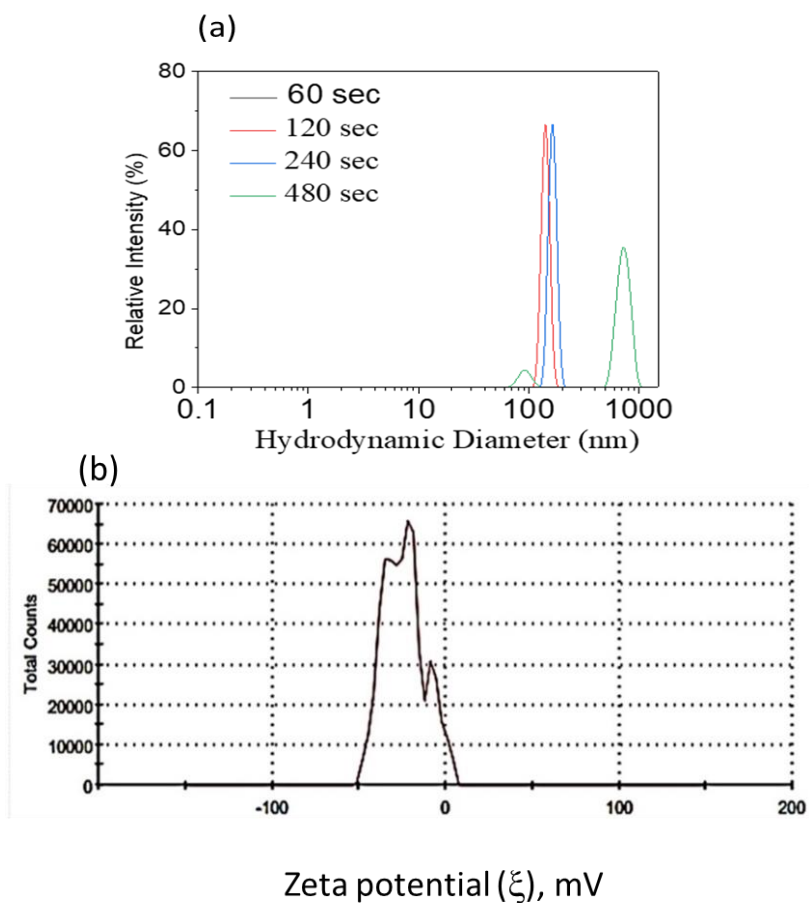 (a)
80
60
40
20
0
Relative Intensity (%)
60 sec
120 sec
240 sec
480 sec
0.1 1 10 100 1000
Hydrodynamic Diameter (nm)
(b)
70000
60000
50000
40000
30000
20000
10000
0
Total Counts
-100 0 100 200
Zeta potential (ξ), mV